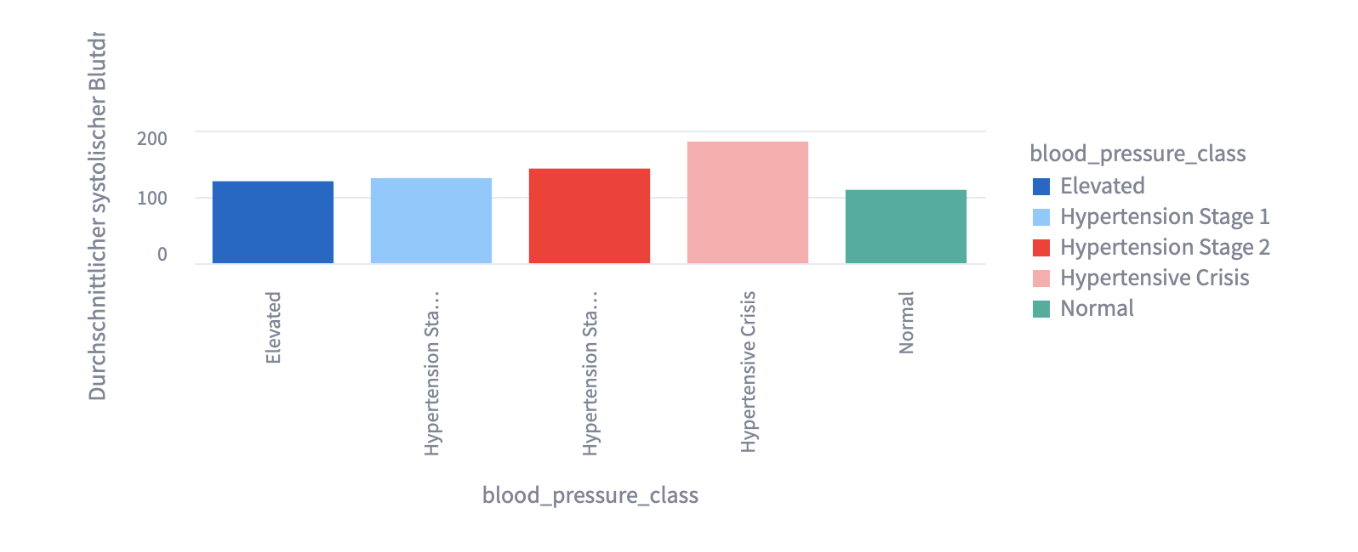 Durchschnittlicher systolischer Blutdr
200
100
0
Elevated
Hypertension Sta…
Hypertension Sta…
Hypertensive Crisis
Normal
blood_pressure_class
blood_pressure_class
Elevated
Hypertension Stage 1
Hypertension Stage 2
Hypertensive Crisis
Normal